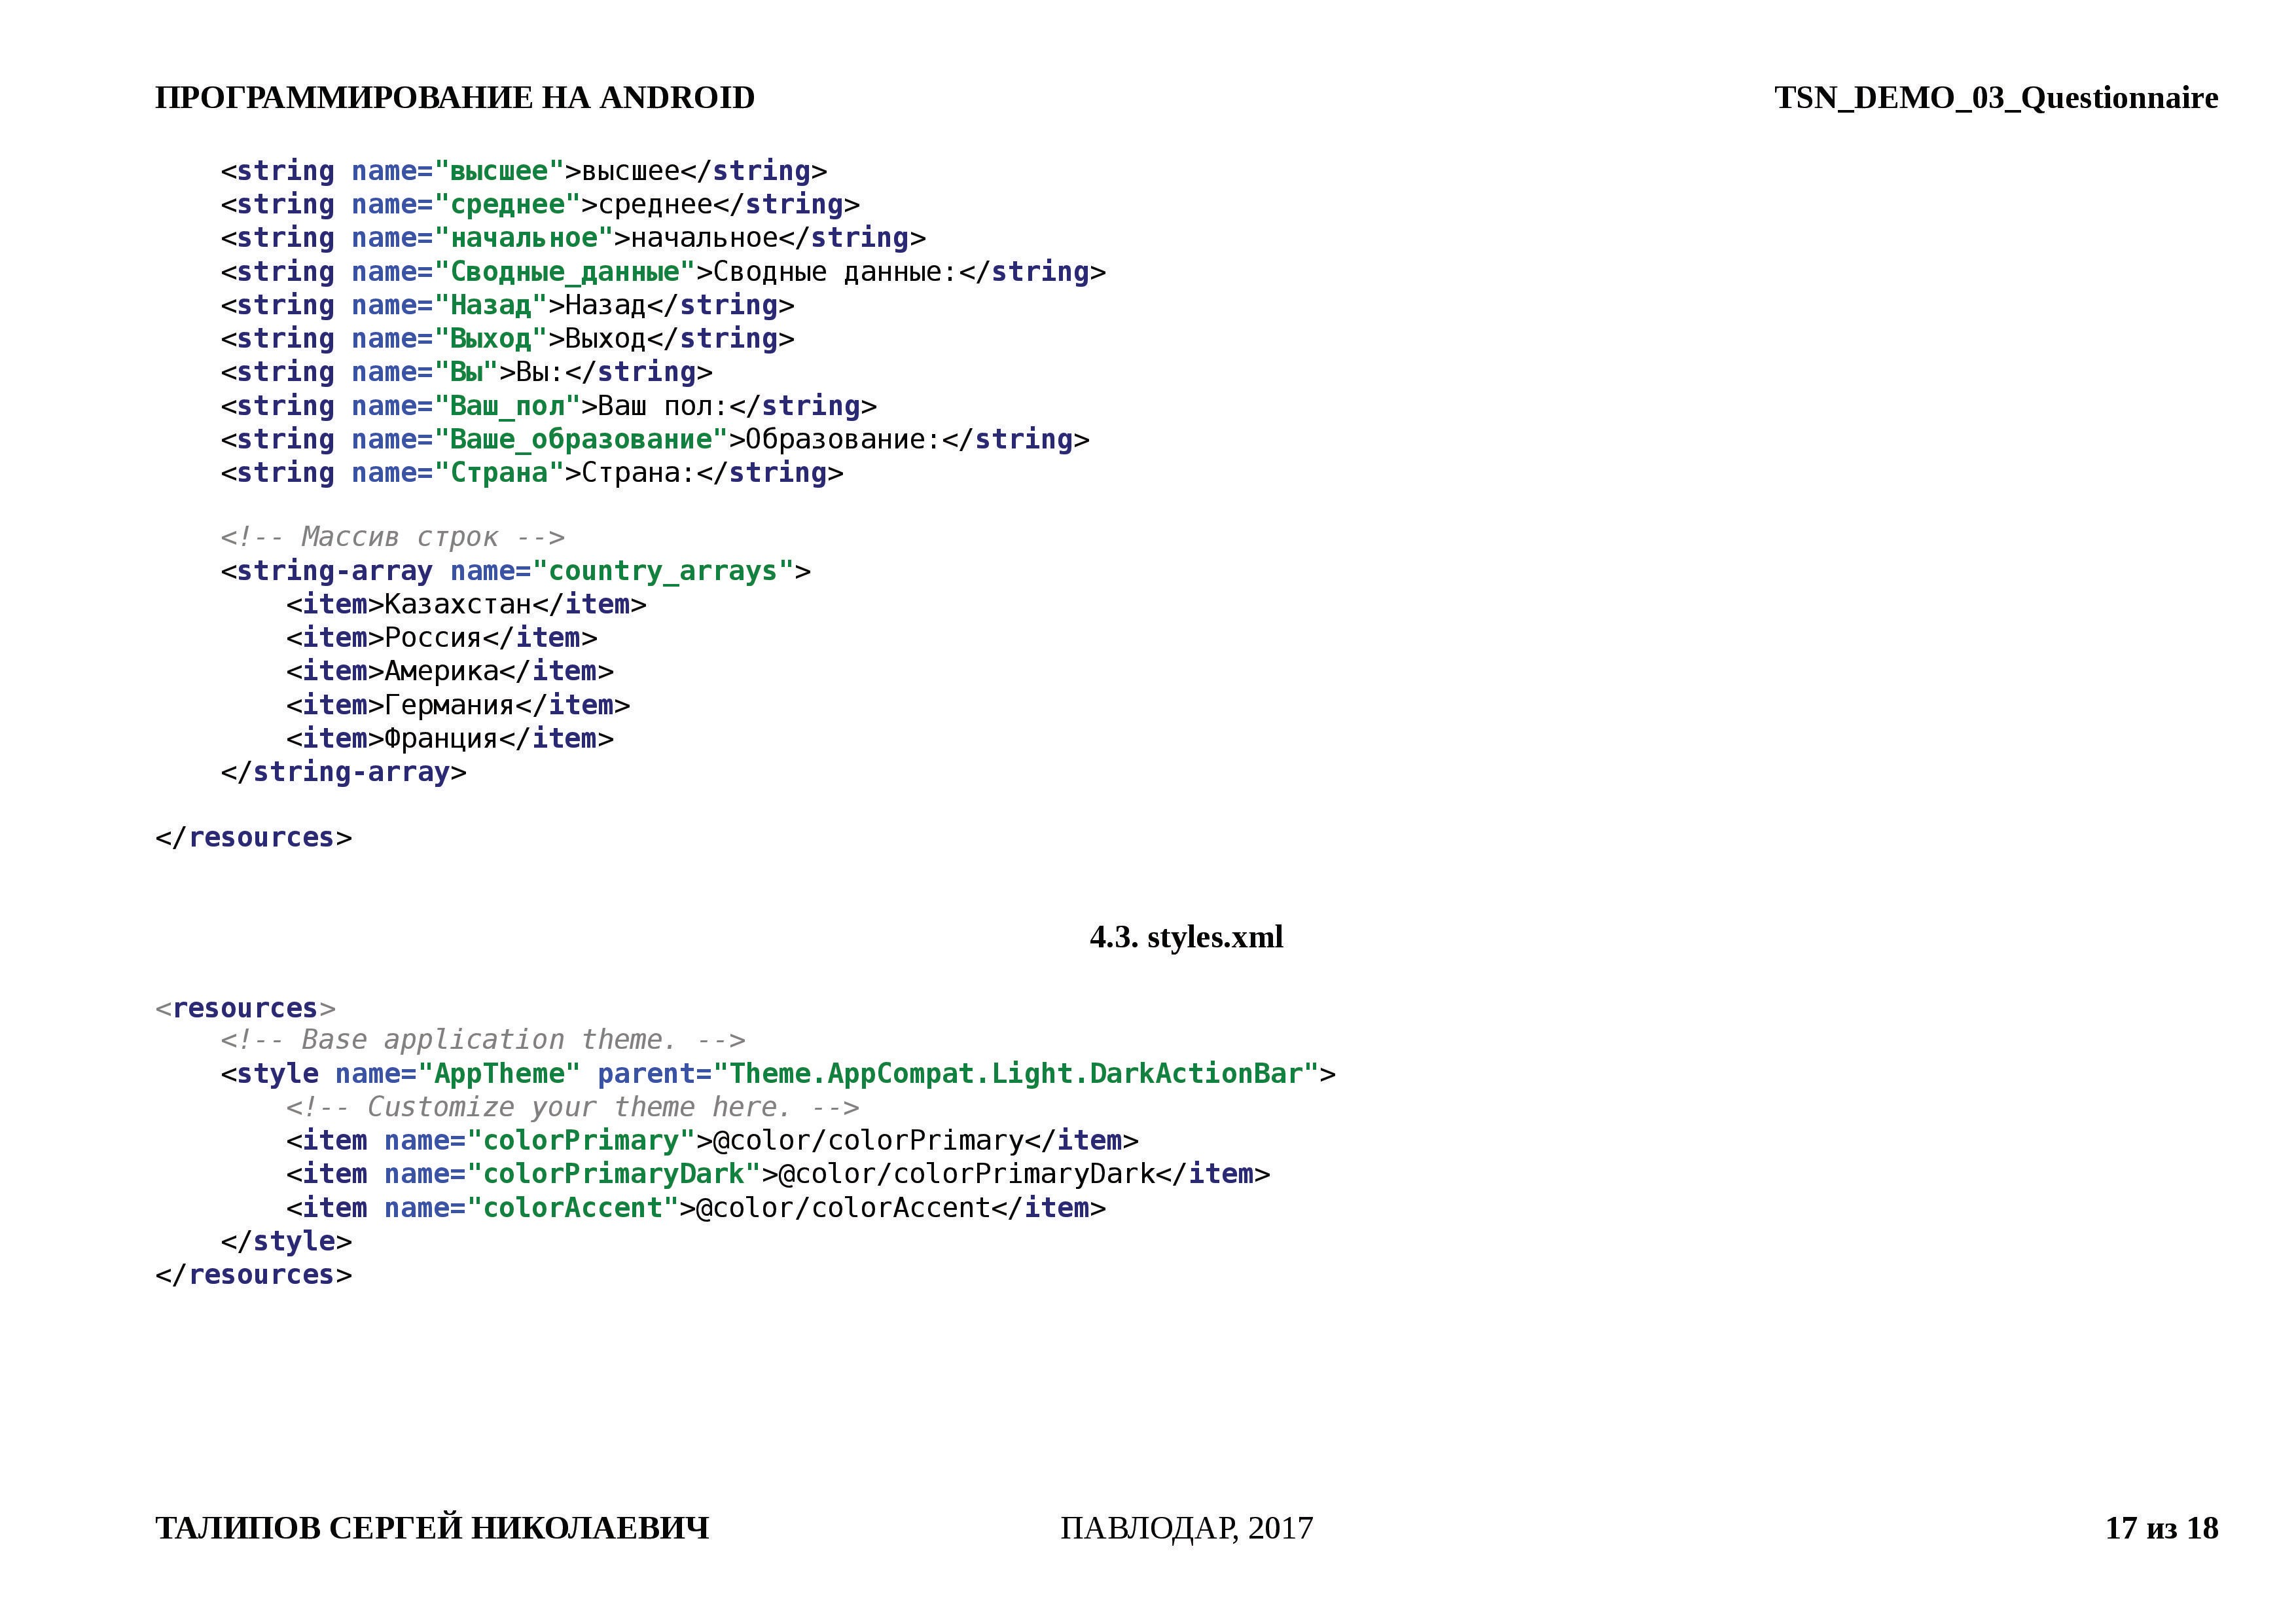 ПРОГРАММИРОВАНИЕ НА ANDROID TSN_DEMO_03_Questionnaire
    <string name="высшее">высшее</string>
    <string name="среднее">среднее</string>
    <string name="начальное">начальное</string>
    <string name="Сводные_данные">Сводные данные:</string>
    <string name="Назад">Назад</string>
    <string name="Выход">Выход</string>
    <string name="Вы">Вы:</string>
    <string name="Ваш_пол">Ваш пол:</string>
    <string name="Ваше_образование">Образование:</string>
    <string name="Страна">Страна:</string>
    <!-- Массив строк -->
    <string-array name="country_arrays">
        <item>Казахстан</item>
        <item>Россия</item>
        <item>Америка</item>
        <item>Германия</item>
        <item>Франция</item>
    </string-array>
</resources>
4.3. styles.xml
<resources>
    <!-- Base application theme. -->
    <style name="AppTheme" parent="Theme.AppCompat.Light.DarkActionBar">
        <!-- Customize your theme here. -->
        <item name="colorPrimary">@color/colorPrimary</item>
        <item name="colorPrimaryDark">@color/colorPrimaryDark</item>
        <item name="colorAccent">@color/colorAccent</item>
    </style>
</resources>
ТАЛИПОВ СЕРГЕЙ НИКОЛАЕВИЧ ПАВЛОДАР, 2017 17 из 18